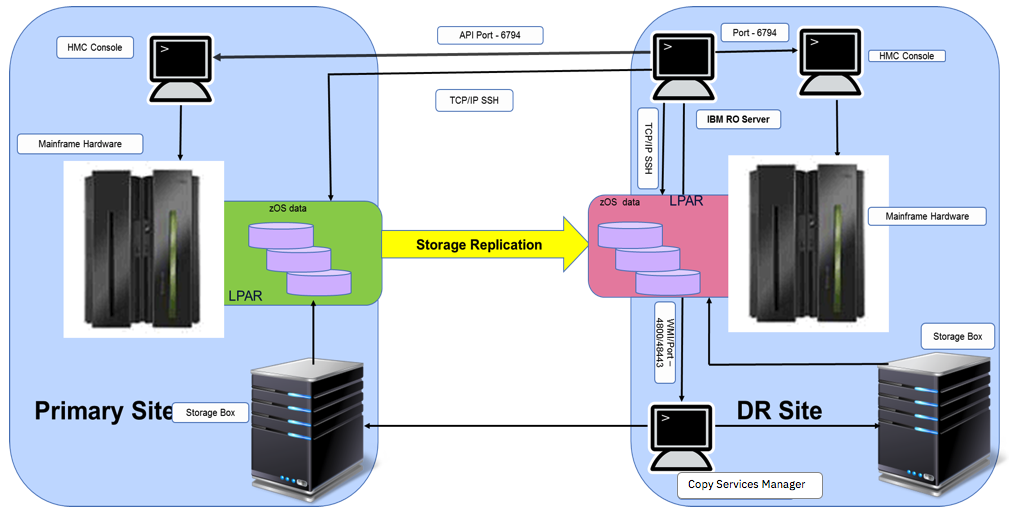 HMC Console
API Port - 6794
Port - 6794
HMC Console
TCP/IP SSH
IBM RO Server
TCP/IP SSH
Mainframe Hardware
zOS data
LPAR
Storage Replication
zOS data
LPAR
Mainframe Hardware
WMI/Port –
4800/48443
Storage Box
Primary Site
Storage Box
DR Site
Copy Services Manager